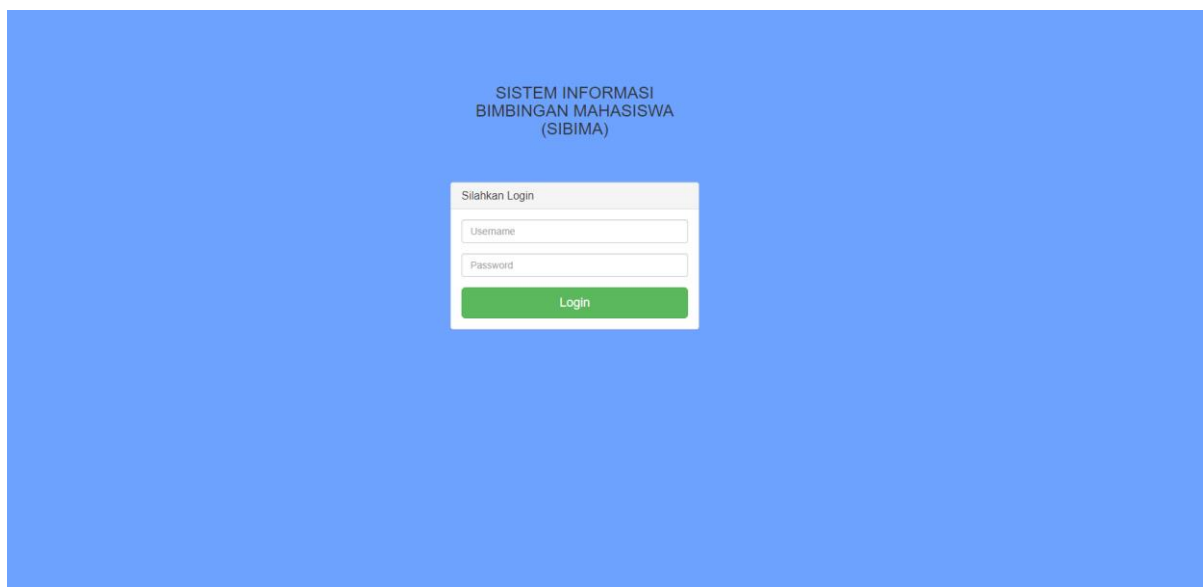 SISTEM INFORMASI
BIMBINGAN MAHASISWA
(SIBIMA)
Silahkan Login
Username
Password
Login